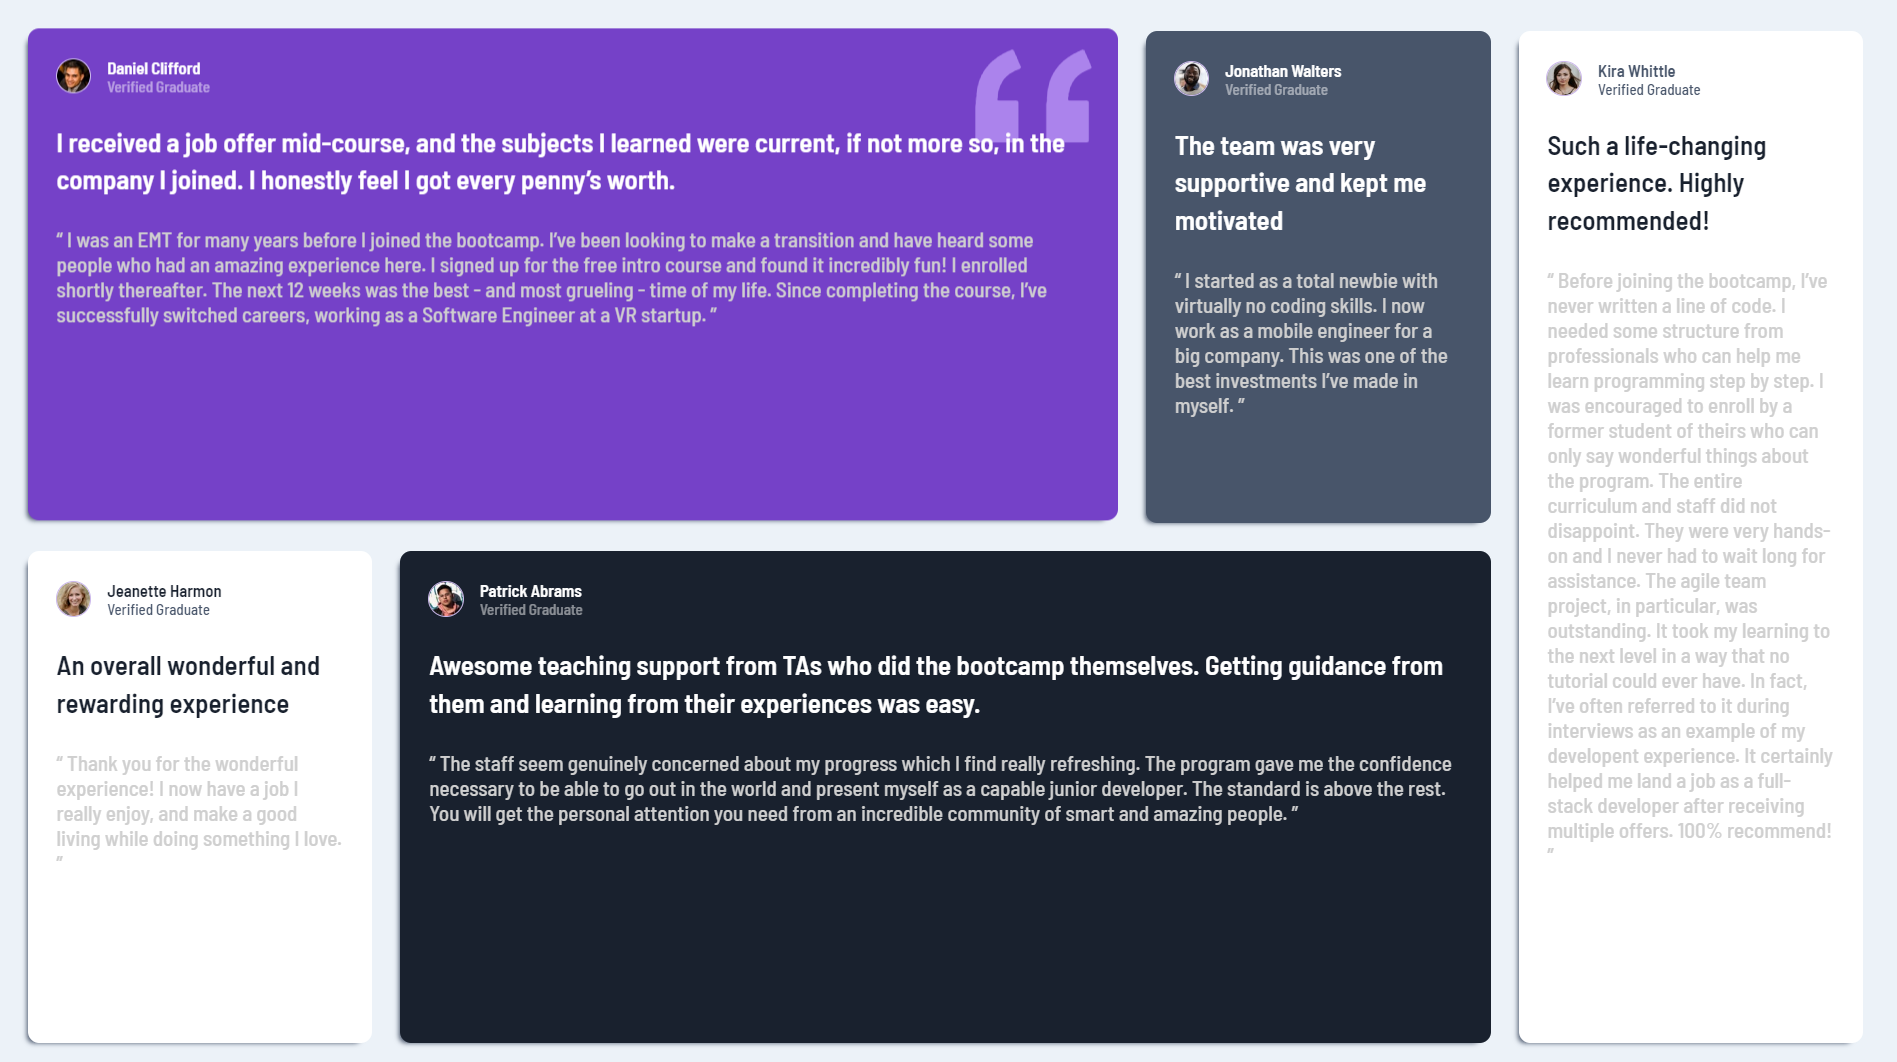 Daniel Clifford
Verified Graduate
I received a job offer mid-course, and the subjects I learned were current, if not more so, in the
company I joined. I honestly feel I got every penny’s worth.
“ I was an EMT for many years before I joined the bootcamp. I’ve been looking to make a transition and have heard some
people who had an amazing experience here. I signed up for the free intro course and found it incredibly fun! I enrolled
shortly thereafter. The next 12 weeks was the best - and most grueling - time of my life. Since completing the course, I’ve
successfully switched careers, working as a Software Engineer at a VR startup. ”
Jonathan Walters
Verified Graduate
The team was very
supportive and kept me
motivated
“ I started as a total newbie with
virtually no coding skills. I now
work as a mobile engineer for a
big company. This was one of the
best investments I’ve made in
myself. ”
Kira Whittle
Verified Graduate
Such a life-changing
experience. Highly
recommended!
“ Before joining the bootcamp, I’ve
never written a line of code. I
needed some structure from
professionals who can help me
learn programming step by step. I
was encouraged to enroll by a
former student of theirs who can
only say wonderful things about
the program. The entire
curriculum and staff did not
disappoint. They were very hands-
on and I never had to wait long for
assistance. The agile team
project, in particular, was
outstanding. It took my learning to
the next level in a way that no
tutorial could ever have. In fact,
I’ve often referred to it during
interviews as an example of my
developent experience. It certainly
helped me land a job as a full-
stack developer after receiving
multiple offers. 100% recommend!
”
Jeanette Harmon
Verified Graduate
An overall wonderful and
rewarding experience
“ Thank you for the wonderful
experience! I now have a job I
really enjoy, and make a good
living while doing something I love.
”
Patrick Abrams
Verified Graduate
Awesome teaching support from TAs who did the bootcamp themselves. Getting guidance from
them and learning from their experiences was easy.
“ The staff seem genuinely concerned about my progress which I find really refreshing. The program gave me the confidence
necessary to be able to go out in the world and present myself as a capable junior developer. The standard is above the rest.
You will get the personal attention you need from an incredible community of smart and amazing people. ”